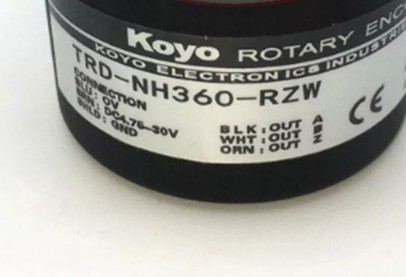 Koyo ROTARY ENC
KOYO ELECTRONICS INDUSTRI
TRD-NH360-RZW
CONNECTION
BLU: 0V
BRN: DC4.75-30V
SHLD: GND
BLK: OUT A
WHT: OUT B
ORN: OUT Z
CE